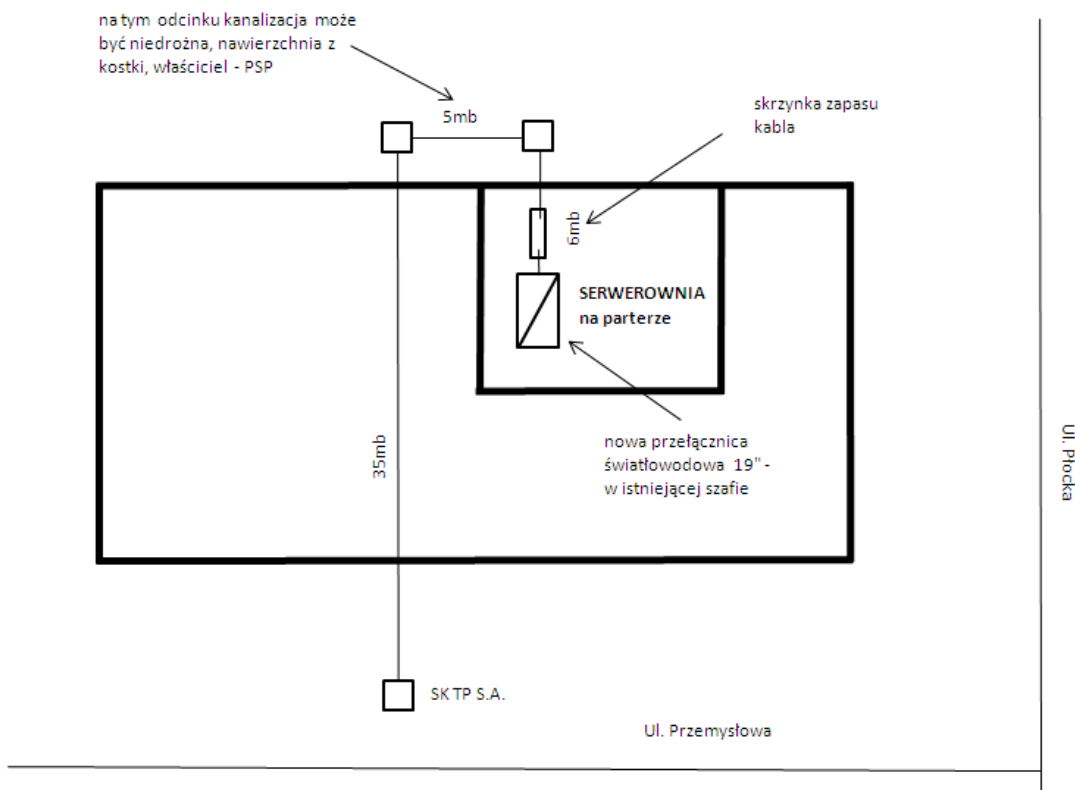 na tym odcinku kanalizacja może
być niedrożna, nawierzchnia z
kostki, właściciel - PSP
5mb
skrzynka zapasu
kabla
6mb
SERWEROWNIA
na parterze
nowa przełącznica
światłowodowa 19" -
w istniejącej szafie
35mb
Ul. Płocka
SK TP S.A.
Ul. Przemysłowa